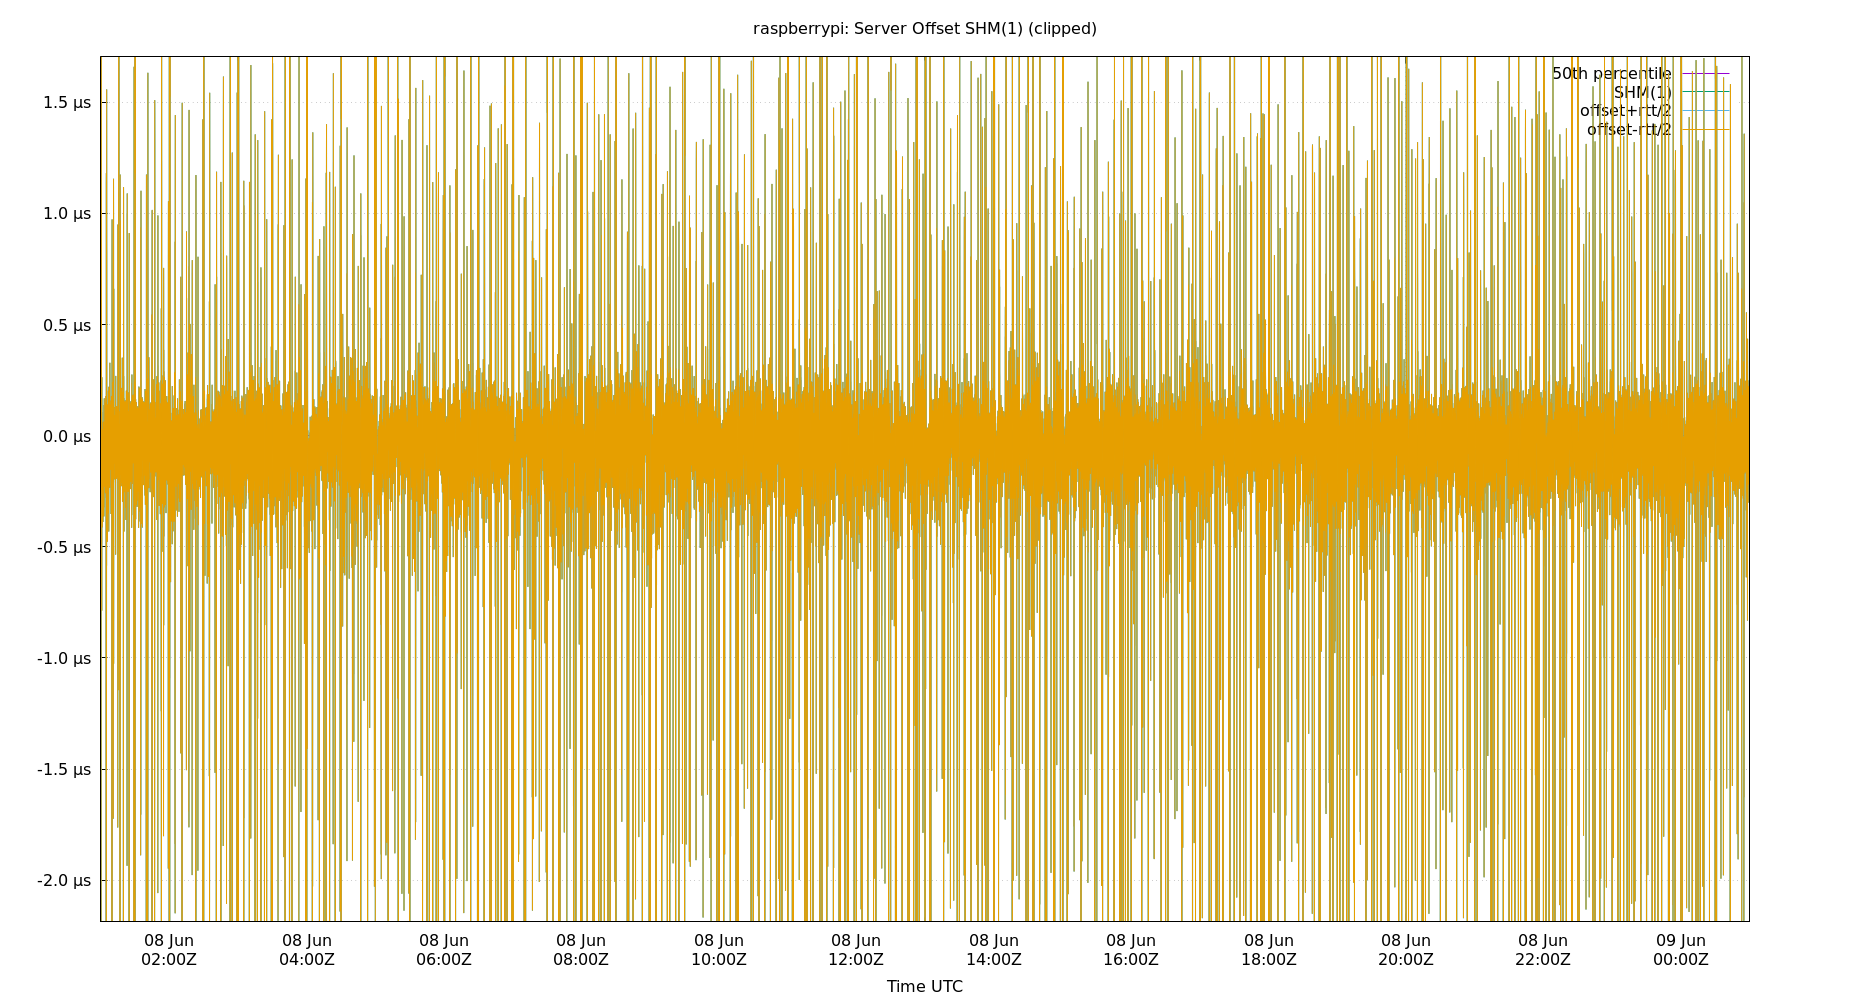 raspberrypi: Server Offset SHM(1) (clipped)
50th percentile
SHM(1)
offset+rtt/2
offset-rtt/2
1.5 µs
1.0 µs
0.5 µs
0.0 µs
-0.5 µs
-1.0 µs
-1.5 µs
-2.0 µs
08 Jun 08 Jun 08 Jun 08 Jun 08 Jun 08 Jun 08 Jun 08 Jun 08 Jun 08 Jun 08 Jun 09 Jun
02:00Z 04:00Z 06:00Z 08:00Z 10:00Z 12:00Z 14:00Z 16:00Z 18:00Z 20:00Z 22:00Z 00:00Z
Time UTC